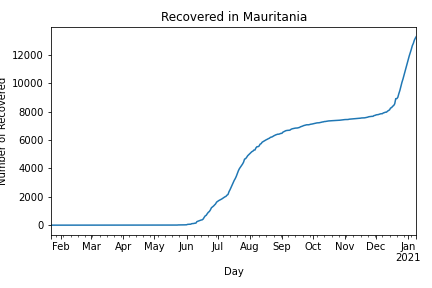 Recovered in Mauritania
Number of Recovered
12000
10000
8000
6000
4000
2000
0
Feb Mar Apr May Jun Jul Aug Sep Oct Nov Dec Jan
2021
Day